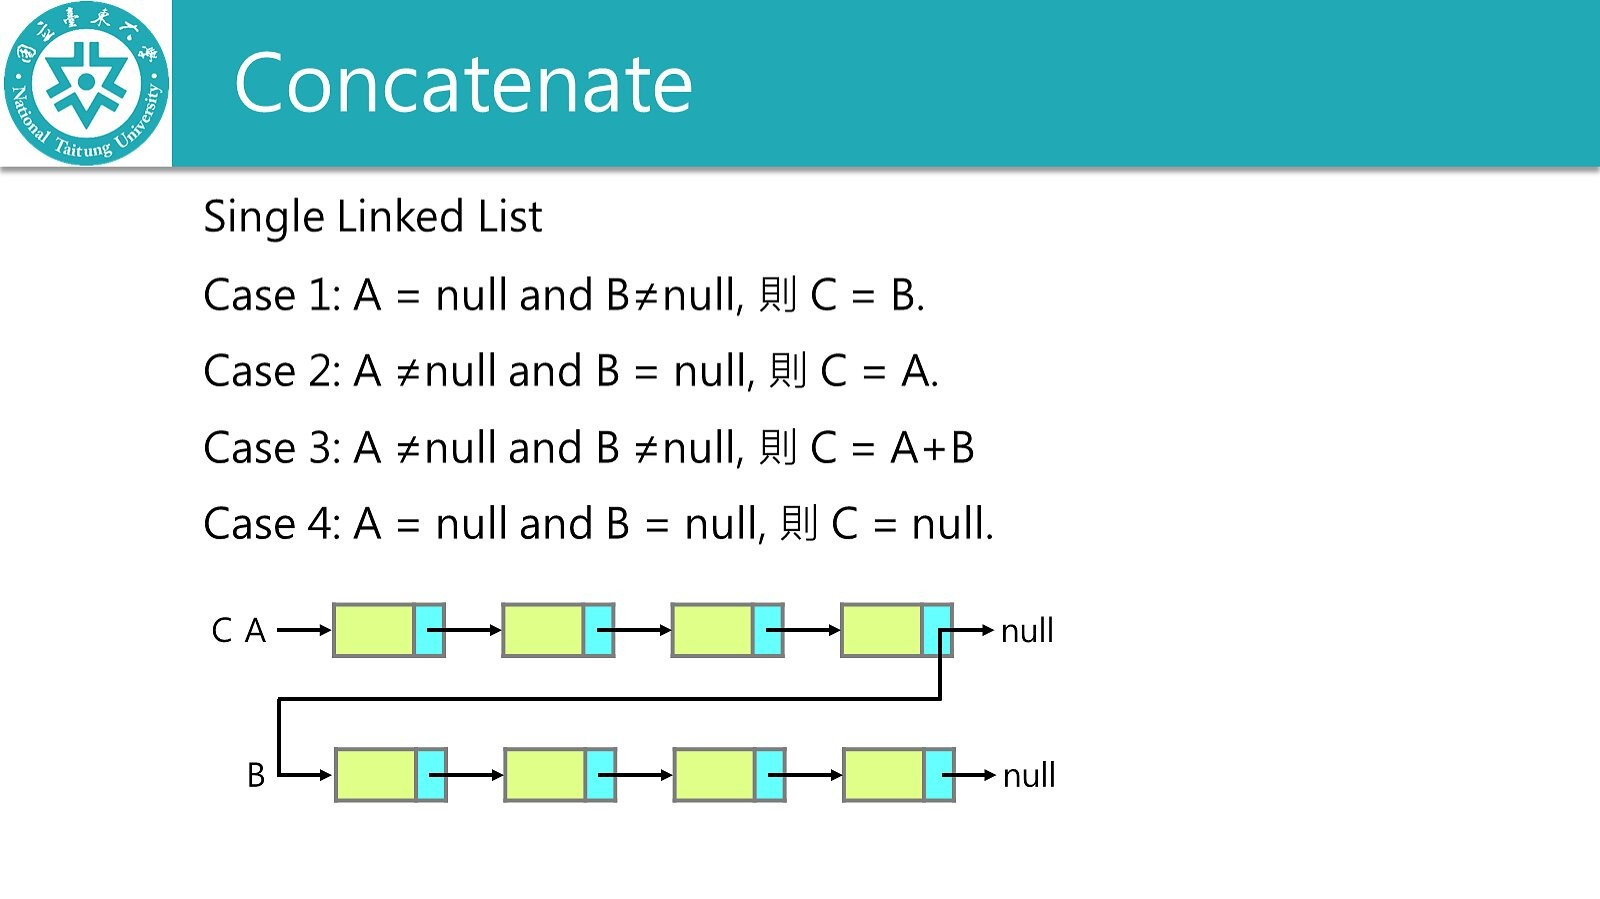 國立臺東大學
National Taitung University
Concatenate
Single Linked List
Case 1: A = null and B≠null, 則 C = B.
Case 2: A ≠null and B = null, 則 C = A.
Case 3: A ≠null and B ≠null, 則 C = A+B
Case 4: A = null and B = null, 則 C = null.
C A null
B null